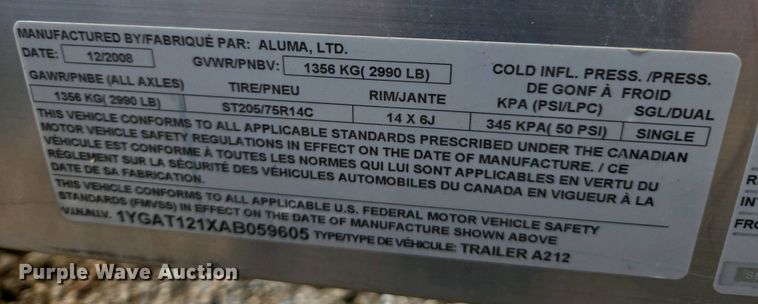 MANUFACTURED BY/FABRIQUÉ PAR: ALUMA, LTD.
DATE: 12/2008 GVWR/PNBV: 1356 KG( 2990 LB) COLD INFL. PRESS. /PRESS.
DE GONF À FROID
GAWR/PNBE (ALL AXLES) TIRE/PNEU RIM/JANTE KPA (PSI/LPC) SGL/DUAL
1356 KG( 2990 LB) ST205/75R14C 14 X 6J 345 KPA( 50 PSI) SINGLE
THIS VEHICLE CONFORMS TO ALL APPLICABLE STANDARDS PRESCRIBED UNDER THE CANADIAN
MOTOR VEHICLE SAFETY REGULATIONS IN EFFECT ON THE DATE OF MANUFACTURE. / CE
VÉHICULE EST CONFORME À TOUTES LES NORMES QUI LUI SONT APPLICABLES EN VERTU DU
RÈGLEMENT SUR LA SÉCURITÉ DES VÉHICULES AUTOMOBILES DU CANADA EN VIGUEUR À LA
DATE DE SA FABRICATION.
THIS VEHICLE CONFORMS TO ALL APPLICABLE U.S. FEDERAL MOTOR VEHICLE SAFETY
STANDARDS (FMVSS) IN EFFECT ON THE DATE OF MANUFACTURE SHOWN ABOVE
V.I.N./N.I.V. 1YGAT121XAB059605 TYPE/TYPE DE VÉHICULE: TRAILER A212
Purple Wave Auction